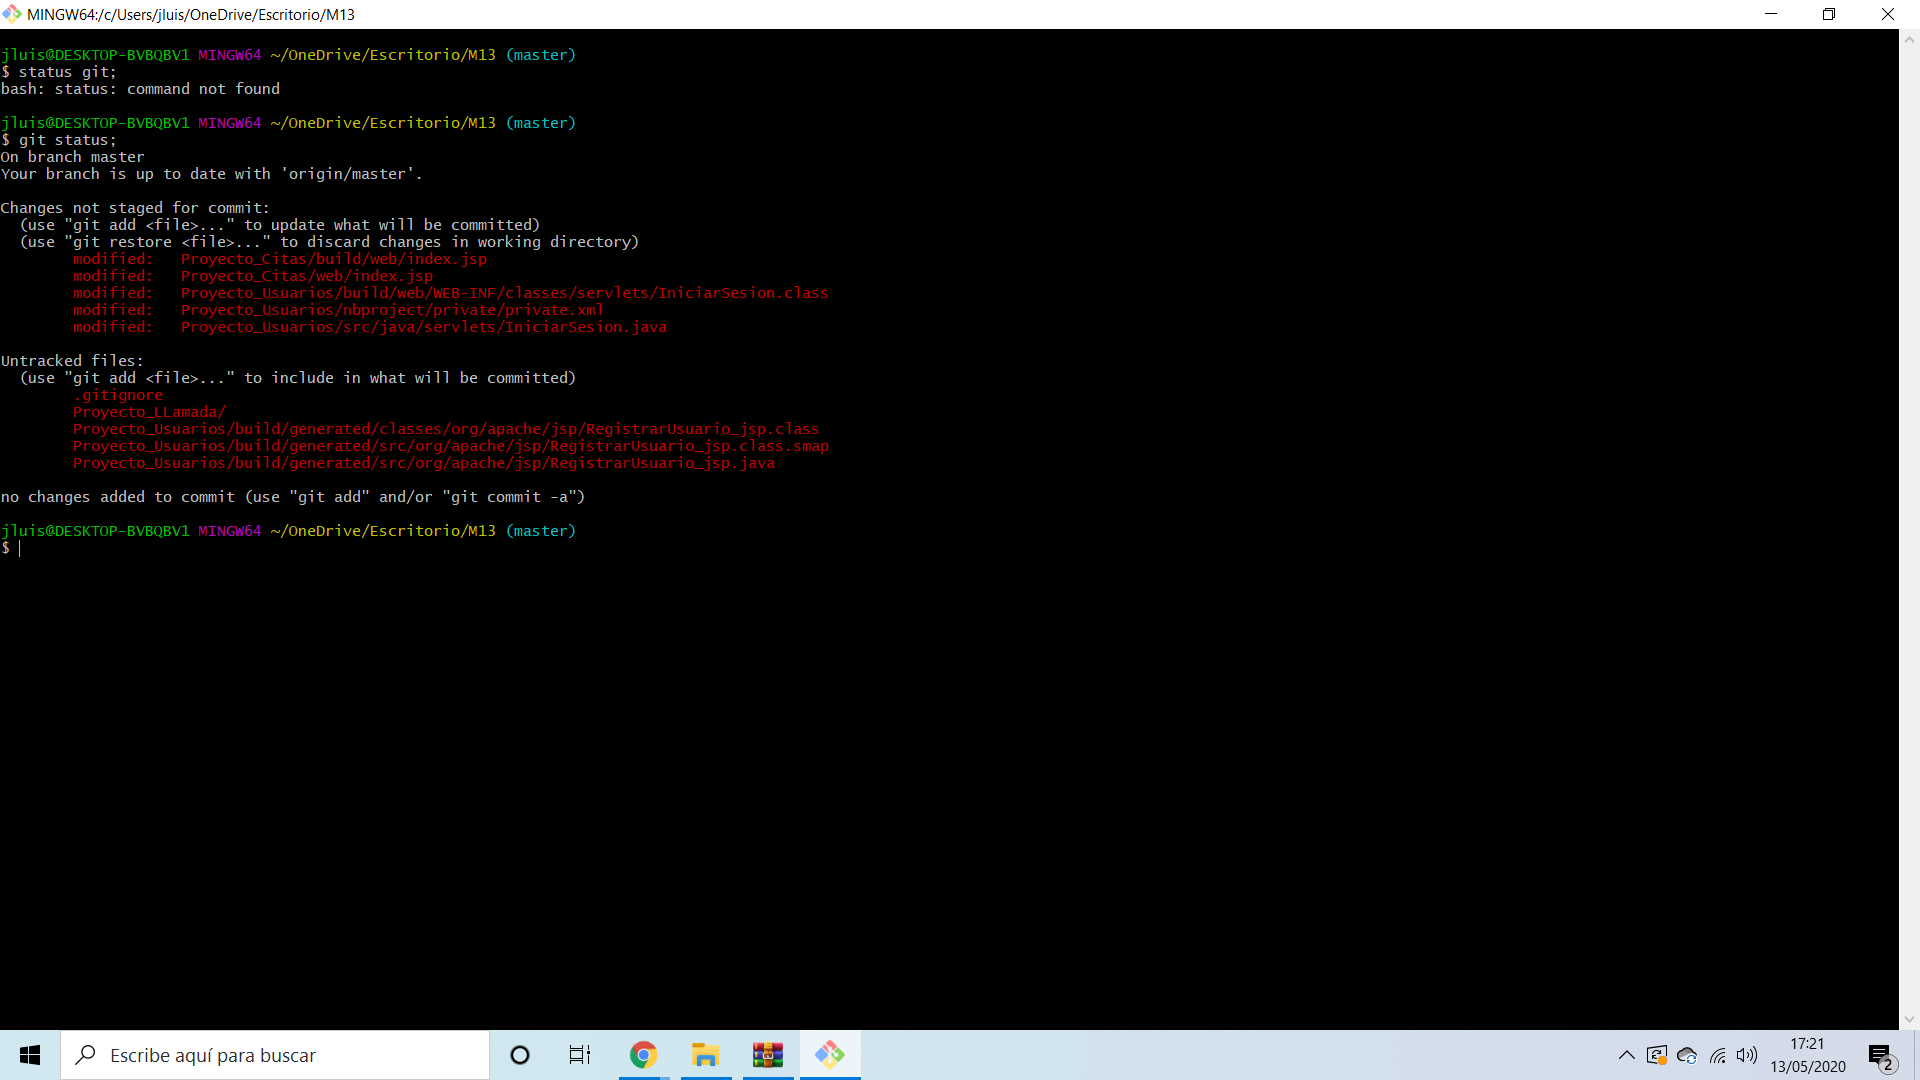 MINGW64:/c/Users/jluis/OneDrive/Escritorio/M13
jluis@DESKTOP-BVBQBV1 MINGW64 ~/OneDrive/Escritorio/M13 (master)
$ status git;
bash: status: command not found
jluis@DESKTOP-BVBQBV1 MINGW64 ~/OneDrive/Escritorio/M13 (master)
$ git status;
On branch master
Your branch is up to date with 'origin/master'.
Changes not staged for commit:
(use "git add <file>..." to update what will be committed)
(use "git restore <file>..." to discard changes in working directory)
modified: Proyecto_Citas/build/web/index.jsp
modified: Proyecto_Citas/web/index.jsp
modified: Proyecto_Usuarios/build/web/WEB-INF/classes/servlets/IniciarSesion.class
modified: Proyecto_Usuarios/nbproject/private/private.xml
modified: Proyecto_Usuarios/src/java/servlets/IniciarSesion.java
Untracked files:
(use "git add <file>..." to include in what will be committed)
.gitignore
Proyecto_LLamada/
Proyecto_Usuarios/build/generated/classes/org/apache/jsp/RegistrarUsuario_jsp.class
Proyecto_Usuarios/build/generated/src/org/apache/jsp/RegistrarUsuario_jsp.class.smap
Proyecto_Usuarios/build/generated/src/org/apache/jsp/RegistrarUsuario_jsp.java
no changes added to commit (use "git add" and/or "git commit -a")
jluis@DESKTOP-BVBQBV1 MINGW64 ~/OneDrive/Escritorio/M13 (master)
$
Escribe aquí para buscar
17:21
13/05/2020
2